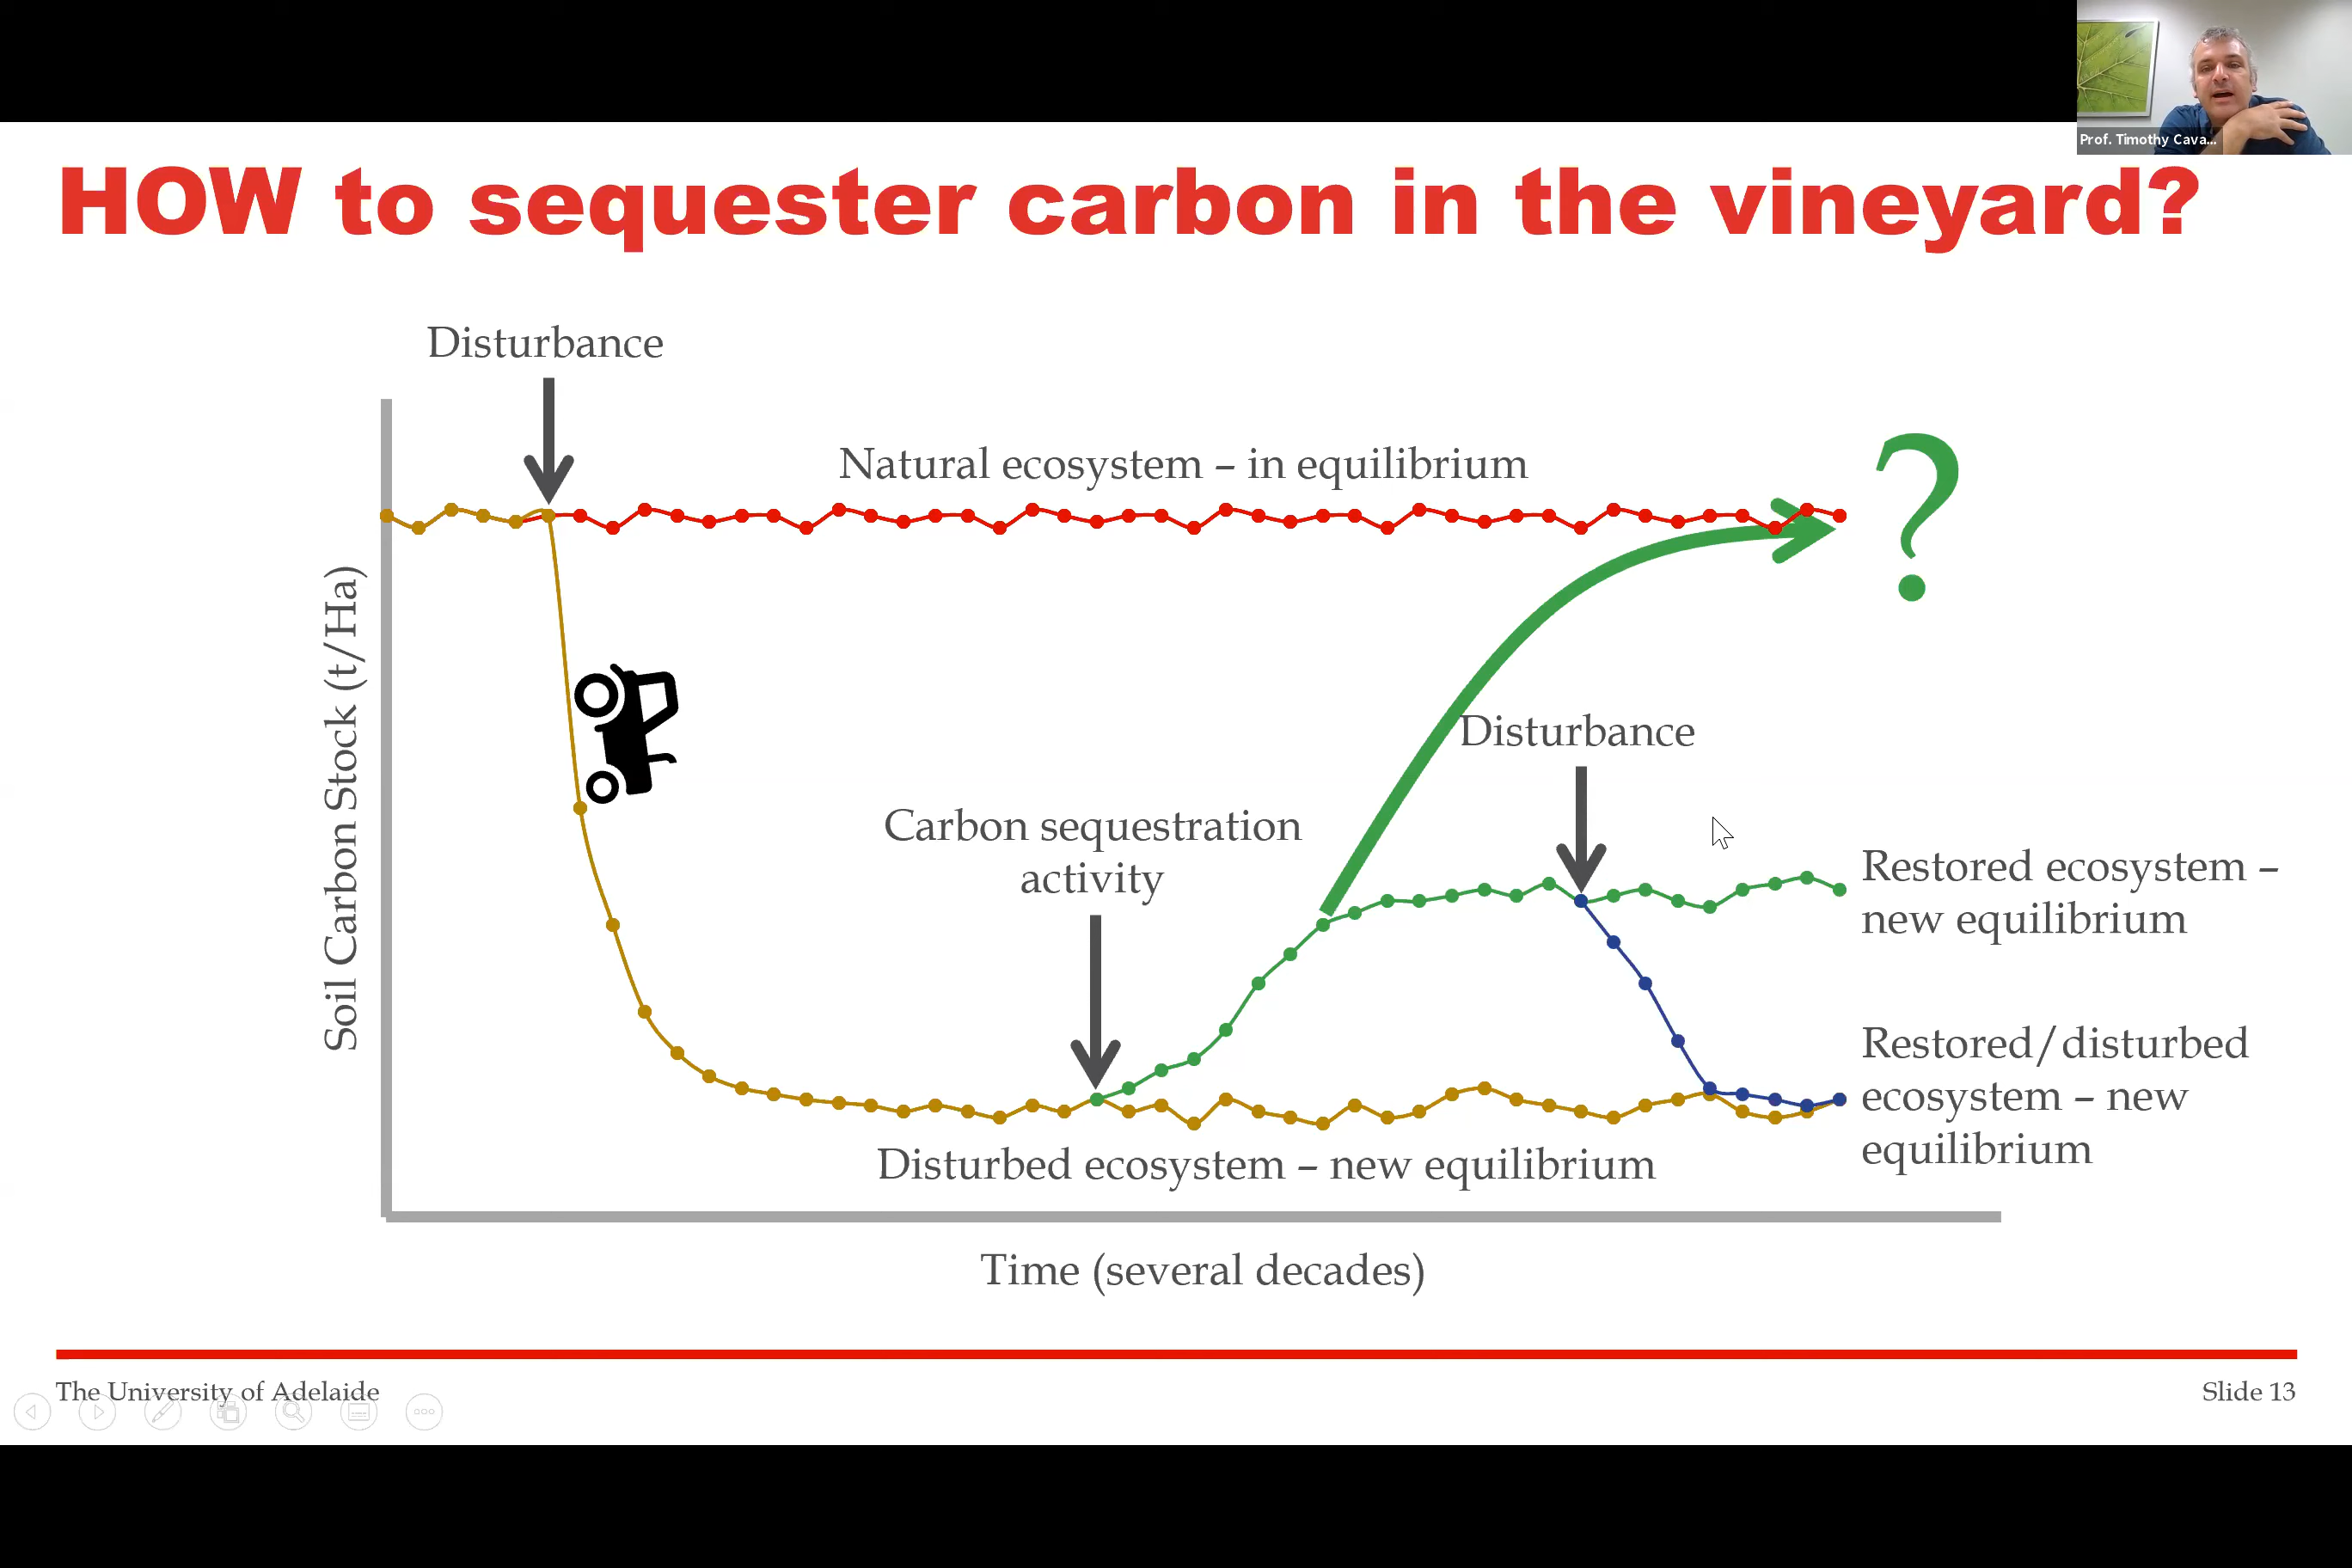 Prof. Timothy Cava...
HOW to sequester carbon in the vineyard?
Disturbance
Natural ecosystem – in equilibrium
?
Soil Carbon Stock (t/Ha)
Disturbance
Carbon sequestration
activity
Restored ecosystem –
new equilibrium
Restored/disturbed
ecosystem – new
equilibrium
Disturbed ecosystem – new equilibrium
Time (several decades)
The University of Adelaide
Slide 13